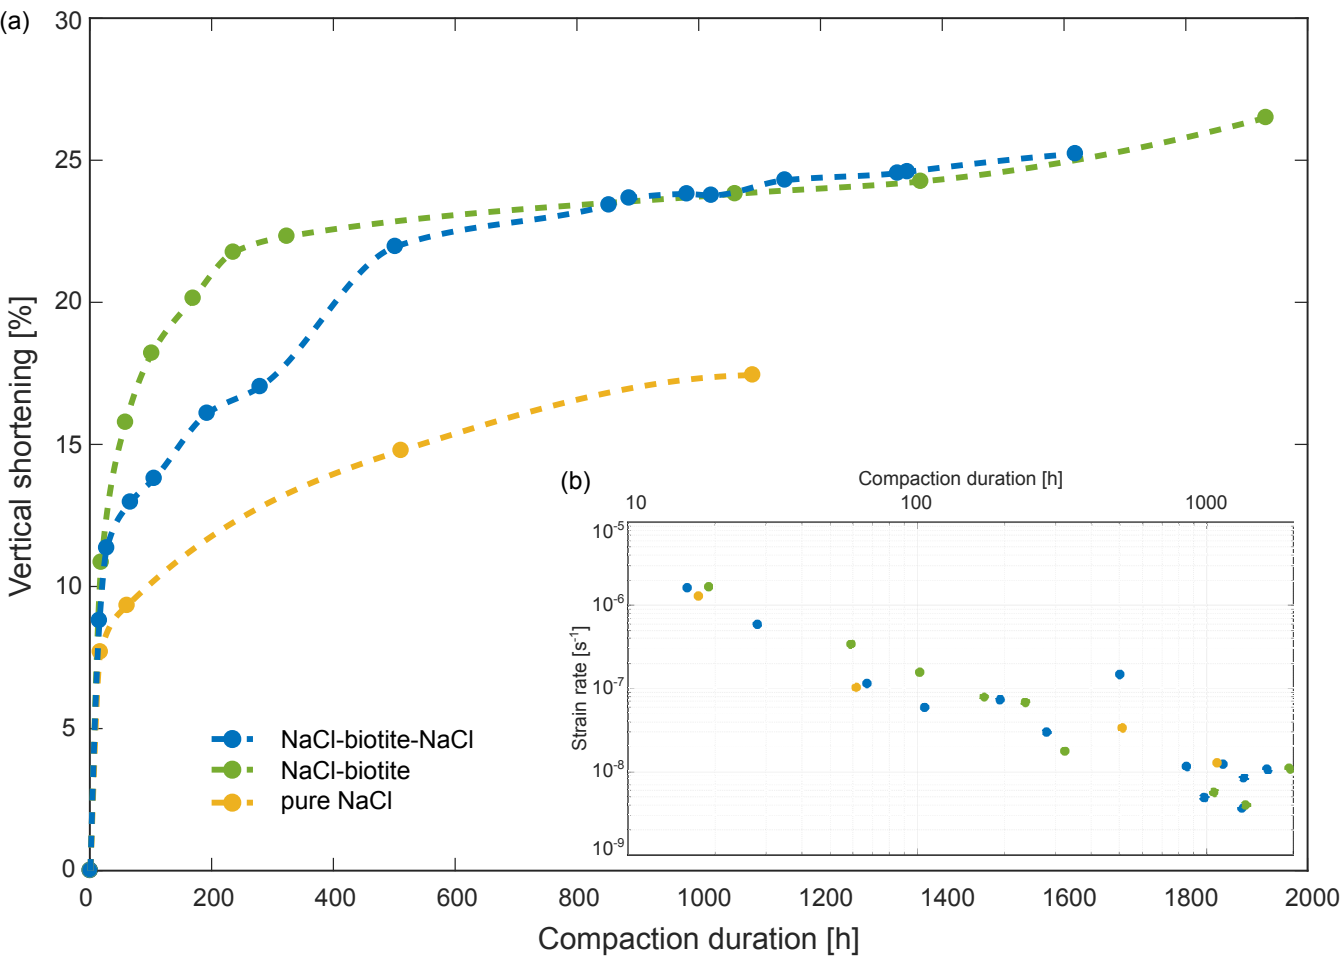 (a)
30
25
20
15
10
5
0
Vertical shortening [%]
0 200 400 600 800 1000 1200 1400 1600 1800 2000
Compaction duration [h]
NaCl-biotite-NaCl
NaCl-biotite
pure NaCl
(b)
Compaction duration [h]
10 100 1000
10⁻⁵
10⁻⁶
10⁻⁷
10⁻⁸
10⁻⁹
Strain rate [s⁻¹]